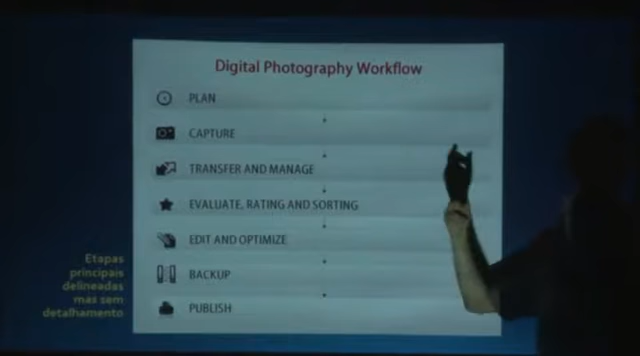 Digital Photography Workflow
PLAN
CAPTURE
TRANSFER AND MANAGE
EVALUATE, RATING AND SORTING
EDIT AND OPTIMIZE
BACKUP
PUBLISH
Etapas
principais
delineadas
mas sem
detalhamento